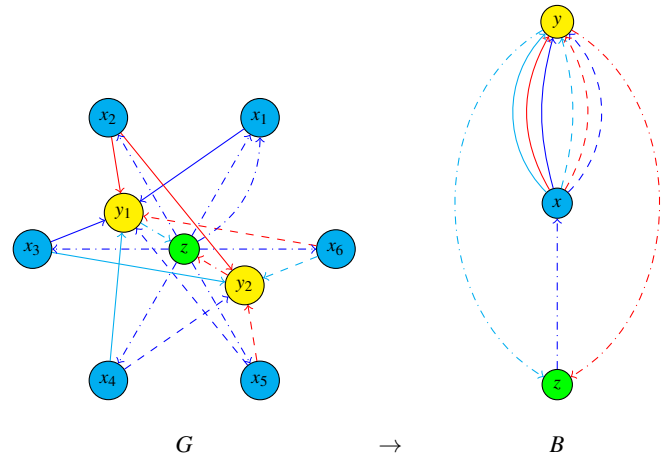 y
x₂ x₁
y₁
x
x₃ z x₆
y₂
x₄ x₅ z
G → B